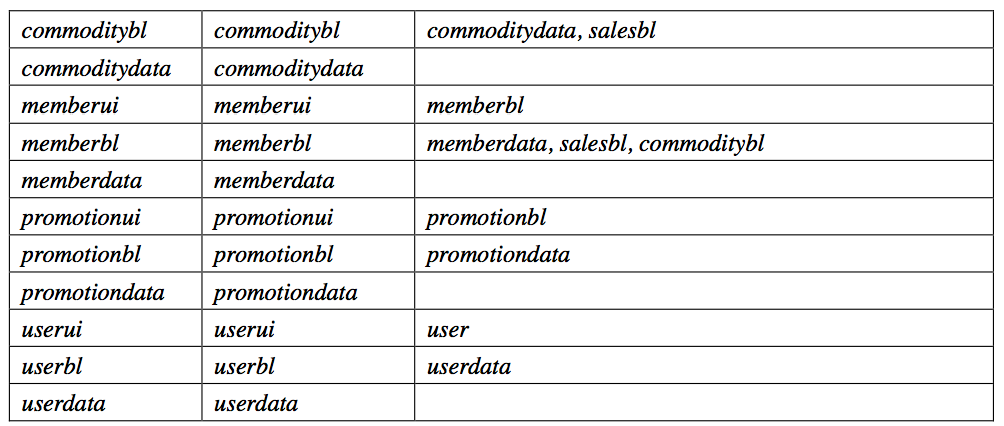 commoditybl commoditybl commoditydata, salesbl
commoditydata commoditydata
memberui memberui memberbl
memberbl memberbl memberdata, salesbl, commoditybl
memberdata memberdata
promotionui promotionui promotionbl
promotionbl promotionbl promotiondata
promotiondata promotiondata
userui userui user
userbl userbl userdata
userdata userdata